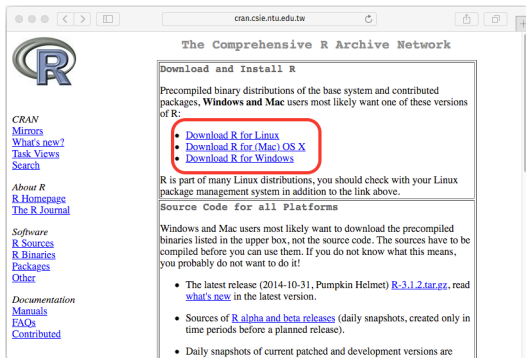 cran.csie.ntu.edu.tw
The Comprehensive R Archive Network
R
CRAN
Mirrors
What's new?
Task Views
Search
About R
R Homepage
The R Journal
Software
R Sources
R Binaries
Packages
Other
Documentation
Manuals
FAQs
Contributed
Download and Install R
Precompiled binary distributions of the base system and contributed
packages, Windows and Mac users most likely want one of these versions
of R:
• Download R for Linux
• Download R for (Mac) OS X
• Download R for Windows
R is part of many Linux distributions, you should check with your Linux
package management system in addition to the link above.
Source Code for all Platforms
Windows and Mac users most likely want to download the precompiled
binaries listed in the upper box, not the source code. The sources have to be
compiled before you can use them. If you do not know what this means,
you probably do not want to do it!
• The latest release (2014-10-31, Pumpkin Helmet) R-3.1.2.tar.gz, read
what's new in the latest version.
• Sources of R alpha and beta releases (daily snapshots, created only in
time periods before a planned release).
• Daily snapshots of current patched and development versions are